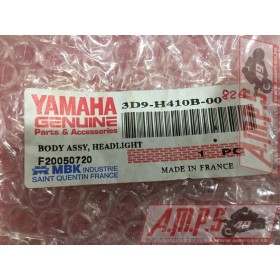 YAMAHA
GENUINE
Parts & Accessories
3D9-H410B-00
BODY ASSY, HEADLIGHT
F20050720
1 PC
MBK INDUSTRIE
SAINT QUENTIN FRANCE
MADE IN FRANCE
A.M.P.S